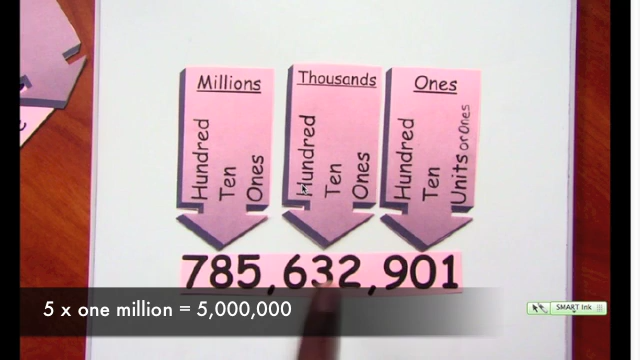 Millions
Hundred
Ten
Ones
Thousands
Hundred
Ten
Ones
Ones
Hundred
Ten
Units or Ones
785,632,901
5 x one million = 5,000,000
SMART Ink